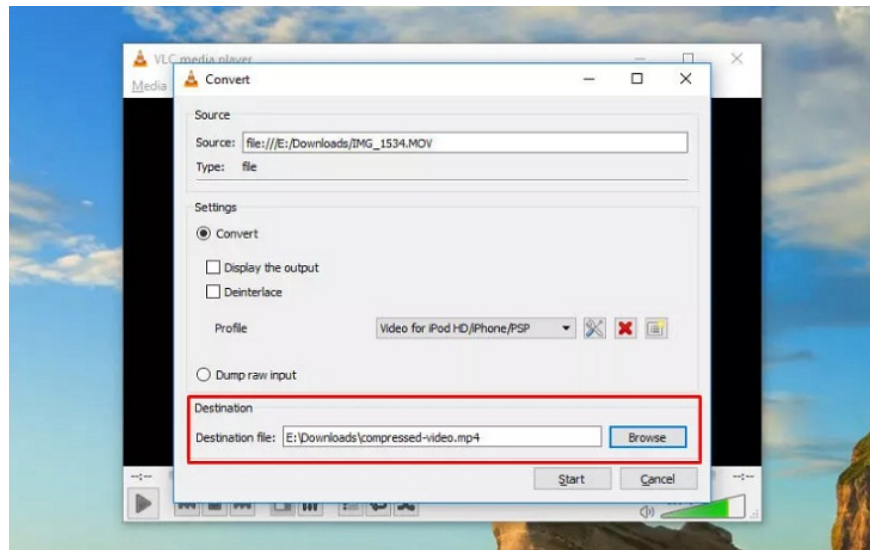 VLC media player
Media
Convert
Source
Source: file:///E:/Downloads/IMG_1534.MOV
Type: file
Settings
Convert
Display the output
Deinterlace
Profile Video for iPod HD/iPhone/PSP
Dump raw input
Destination
Destination file: E:\Downloads\compressed-video.mp4 Browse
Start Cancel
--:-- --:--